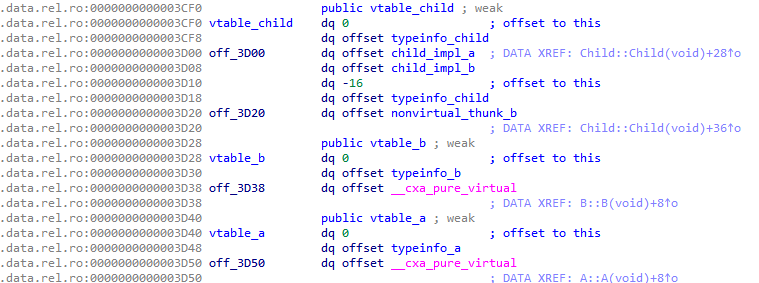 .data.rel.ro:0000000000003CF0 public vtable_child ; weak
.data.rel.ro:0000000000003CF0 vtable_child dq 0 ; offset to this
.data.rel.ro:0000000000003CF8 dq offset typeinfo_child
.data.rel.ro:0000000000003D00 off_3D00 dq offset child_impl_a ; DATA XREF: Child::Child(void)+28↑o
.data.rel.ro:0000000000003D08 dq offset child_impl_b
.data.rel.ro:0000000000003D10 dq -16 ; offset to this
.data.rel.ro:0000000000003D18 dq offset typeinfo_child
.data.rel.ro:0000000000003D20 off_3D20 dq offset nonvirtual_thunk_b
.data.rel.ro:0000000000003D20 ; DATA XREF: Child::Child(void)+36↑o
.data.rel.ro:0000000000003D28 public vtable_b ; weak
.data.rel.ro:0000000000003D28 vtable_b dq 0 ; offset to this
.data.rel.ro:0000000000003D30 dq offset typeinfo_b
.data.rel.ro:0000000000003D38 off_3D38 dq offset __cxa_pure_virtual
.data.rel.ro:0000000000003D38 ; DATA XREF: B::B(void)+8↑o
.data.rel.ro:0000000000003D40 public vtable_a ; weak
.data.rel.ro:0000000000003D40 vtable_a dq 0 ; offset to this
.data.rel.ro:0000000000003D48 dq offset typeinfo_a
.data.rel.ro:0000000000003D50 off_3D50 dq offset __cxa_pure_virtual
.data.rel.ro:0000000000003D50 ; DATA XREF: A::A(void)+8↑o